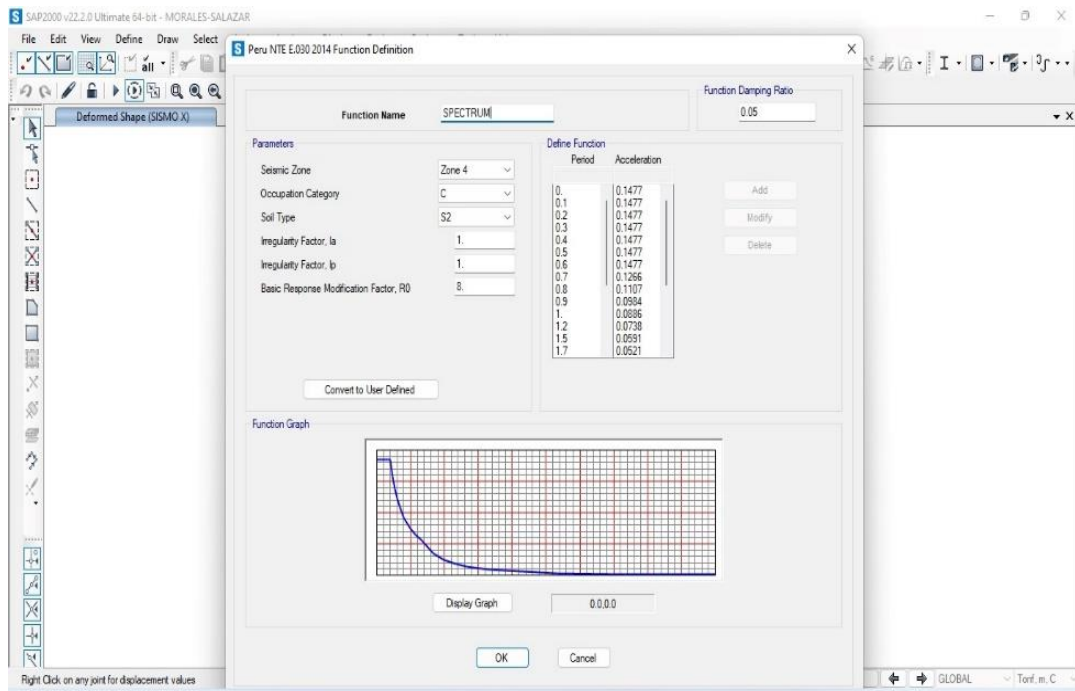 SAP2000 v22.2.0 Ultimate 64-bit - MORALES-SALAZAR
File Edit View Define Draw Select
Peru NTE E.030 2014 Function Definition
Function Name SPECTRUM
Function Damping Ratio
0.05
Deformed Shape (SISMO X)
Parameters
Seismic Zone Zone 4
Occupation Category C
Soil Type S2
Irregularity Factor, Ia 1.
Irregularity Factor, Ip 1.
Basic Response Modification Factor, R0 8.
Convert to User Defined
Define Function
Period Acceleration
0. 0.1477
0.1 0.1477
0.2 0.1477
0.3 0.1477
0.4 0.1477
0.5 0.1477
0.6 0.1477
0.7 0.1266
0.8 0.1107
0.9 0.0984
1. 0.0886
1.2 0.0738
1.5 0.0591
1.7 0.0521
Add
Modify
Delete
Function Graph
Display Graph 0.0,0.0
OK Cancel
Right Click on any joint for displacement values
GLOBAL Tonf, m, C